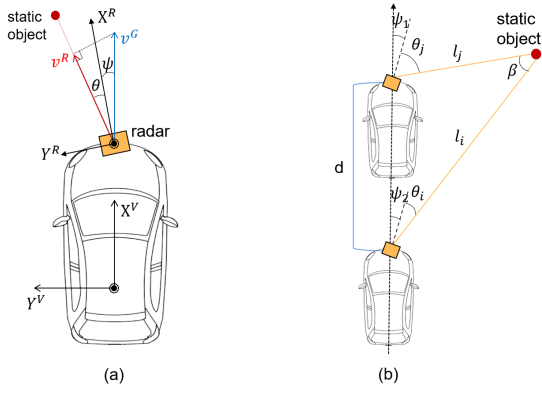 static
object
X^R
v^G
v^R
ψ
θ
radar
Y^R
X^V
Y^V
(a)
static
object
ψ_1
θ_j
l_j
β
l_i
d
ψ_2
θ_i
(b)